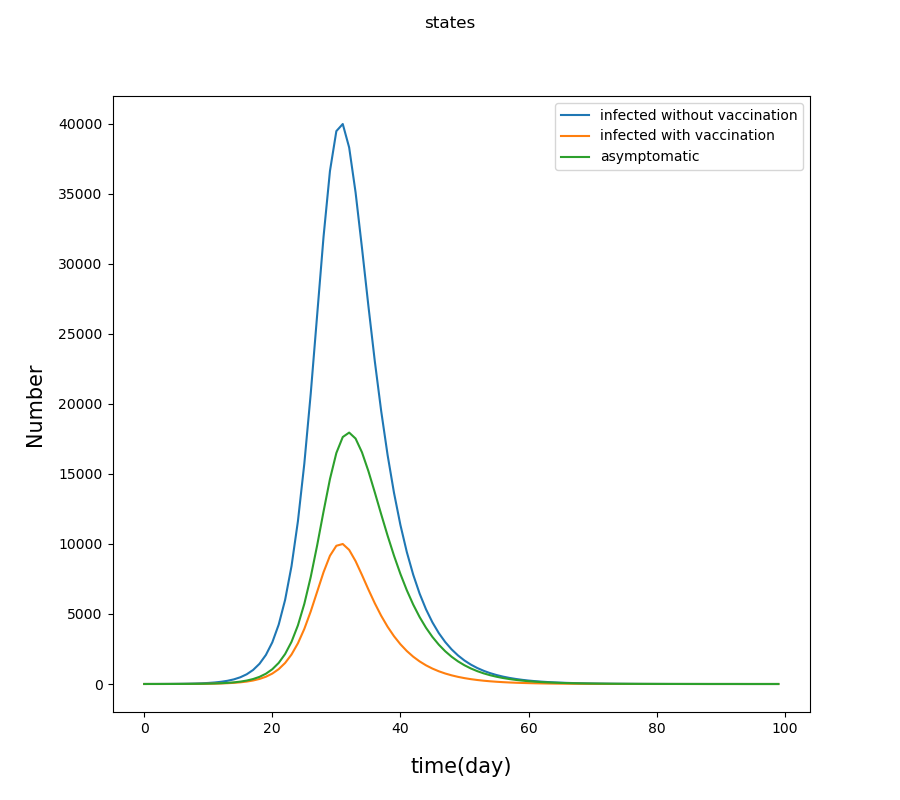 states
infected without vaccination
infected with vaccination
asymptomatic
40000
35000
30000
25000
20000
15000
10000
5000
0
Number
0 20 40 60 80 100
time(day)